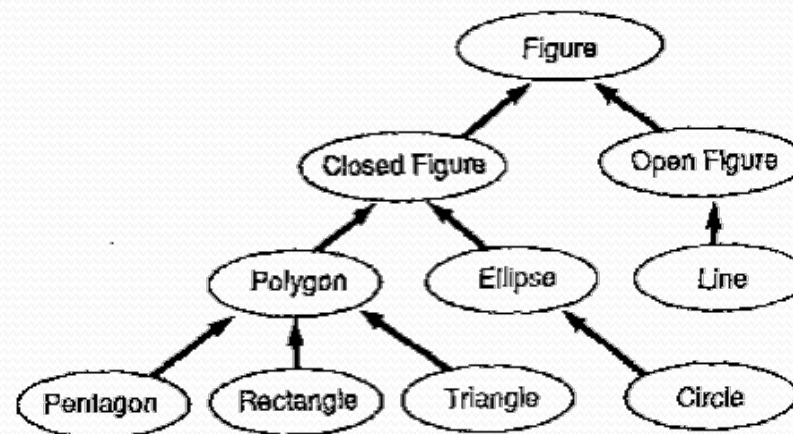 Figure
Closed Figure
Open Figure
Polygon
Ellipse
Line
Pentagon
Rectangle
Triangle
Circle